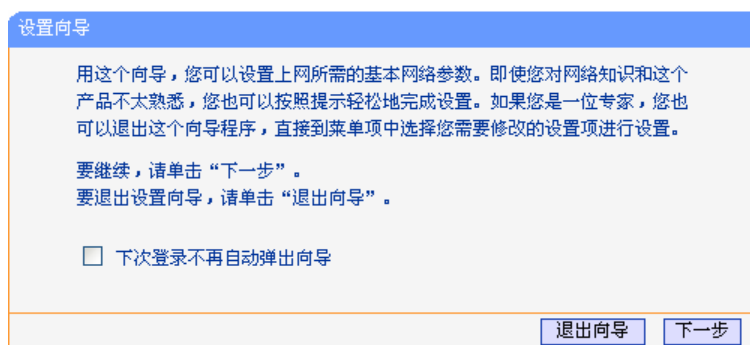 设置向导
用这个向导，您可以设置上网所需的基本网络参数。即使您对网络知识和这个
产品不太熟悉，您也可以按照提示轻松地完成设置。如果您是一位专家，您也
可以退出这个向导程序，直接到菜单项中选择您需要修改的设置项进行设置。
要继续，请单击“下一步”。
要退出设置向导，请单击“退出向导”。
下次登录不再自动弹出向导
退出向导 下一步